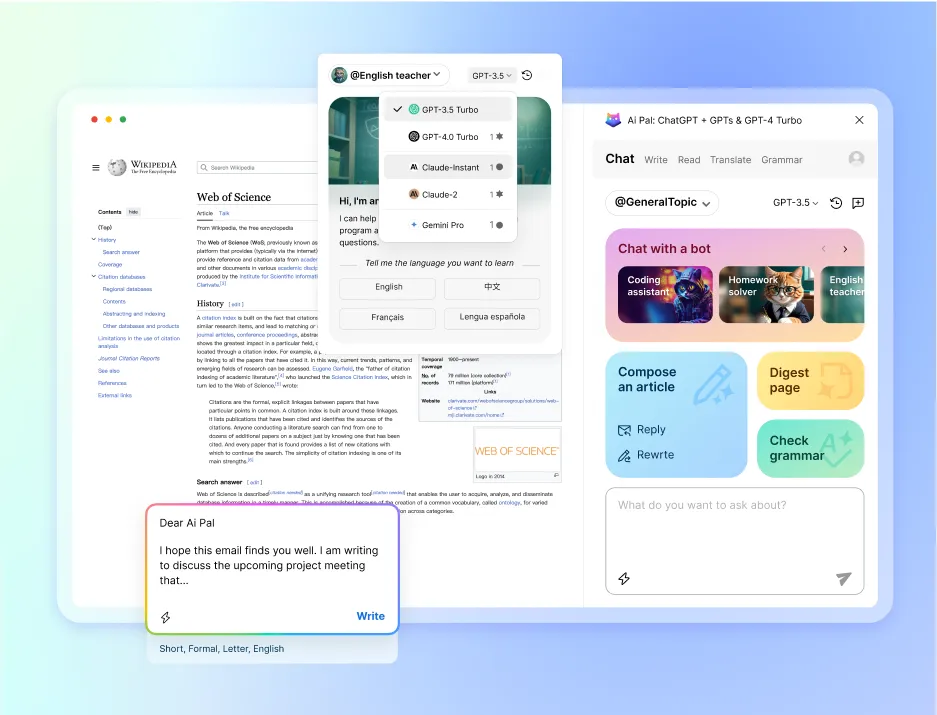 @English teacher
GPT-3.5
GPT-3.5 Turbo
GPT-4.0 Turbo 1
Claude-Instant 1
Claude-2 1
Gemini Pro 1
Hi, I'm an
I can help
program a
questions.
Tell me the language you want to learn
English
中文
Français
Lengua española
WIKIPEDIA
The Free Encyclopedia
Search Wikipedia
Contents hide
(Top)
History
Search answer
Coverage
Citation databases
Regional databases
Contents
Abstracting and indexing
Other databases and products
Limitations in the use of citation
analysis
Journal Citation Reports
See also
References
External links
Web of Science
Article Talk
From Wikipedia, the free encyclopedia
The Web of Science (WoS; previously known as
platform that provides (typically via the internet)
provide reference and citation data from acade
and other documents in various academic discip
produced by the Institute for Scientific Informatio
Clarivate.[3]
History [edit]
A citation index is built on the fact that citations
similar research items, and lead to matching or
journal articles, conference proceedings, abstrac
shows the greatest impact in a particular field, c
located through a citation index. For example, a p
by linking to all the papers that have cited it. In this way, current trends, patterns, and
emerging fields of research can be assessed. Eugene Garfield, the "father of citation
indexing of academic literature",[4] who launched the Science Citation Index, which in
turn led to the Web of Science,[5] wrote:
Citations are the formal, explicit linkages between papers that have
particular points in common. A citation index is built around these linkages.
It lists publications that have been cited and identifies the sources of the
citations. Anyone conducting a literature search can find from one to
dozens of additional papers on a subject just by knowing one that has been
cited. And every paper that is found provides a list of new citations with
which to continue the search. The simplicity of citation indexing is one of its
main strengths.[6]
Search answer [edit]
Web of Science is described[citation needed] as a unifying research tool[citation needed] that enables the user to acquire, analyze, and disseminate
database information in a timely manner. This is accomplished because of the creation of a common vocabulary, called ontology, for varied
on across categories.
Temporal 1900–present
coverage
No. of 79 million (core collection)
records 171 million (platform)
Links
Website clarivate.com/webofsciencegroup/solutions/web-
of-science
mjl.clarivate.com/home
WEB OF SCIENCE
Logo in 2014
Dear Ai Pal
I hope this email finds you well. I am writing
to discuss the upcoming project meeting
that...
Write
Short, Formal, Letter, English
Ai Pal: ChatGPT + GPTs & GPT-4 Turbo
Chat Write Read Translate Grammar
@GeneralTopic
GPT-3.5
Chat with a bot
Coding
assistant
Homework
solver
English
teacher
Compose
an article
Reply
Rewrte
Digest
page
Check
grammar
What do you want to ask about?